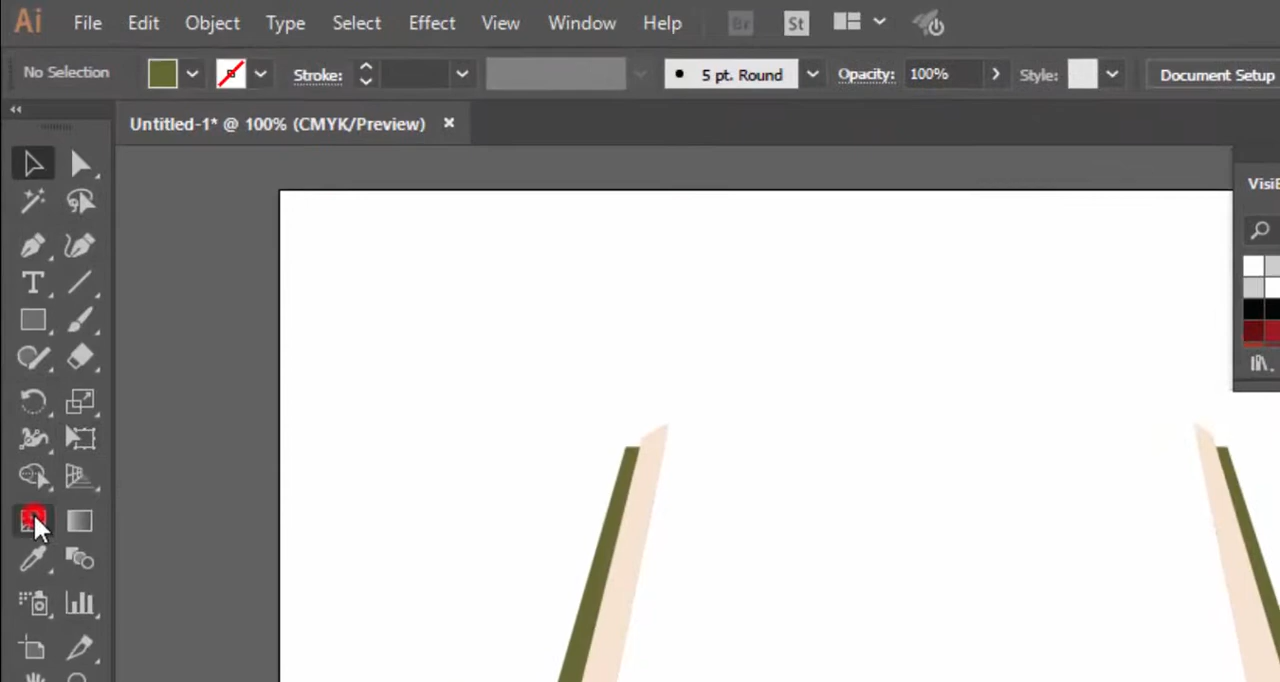 Ai File Edit Object Type Select Effect View Window Help Br St
No Selection Stroke: 5 pt. Round Opacity: 100% Style: Document Setup
Untitled-1* @ 100% (CMYK/Preview)